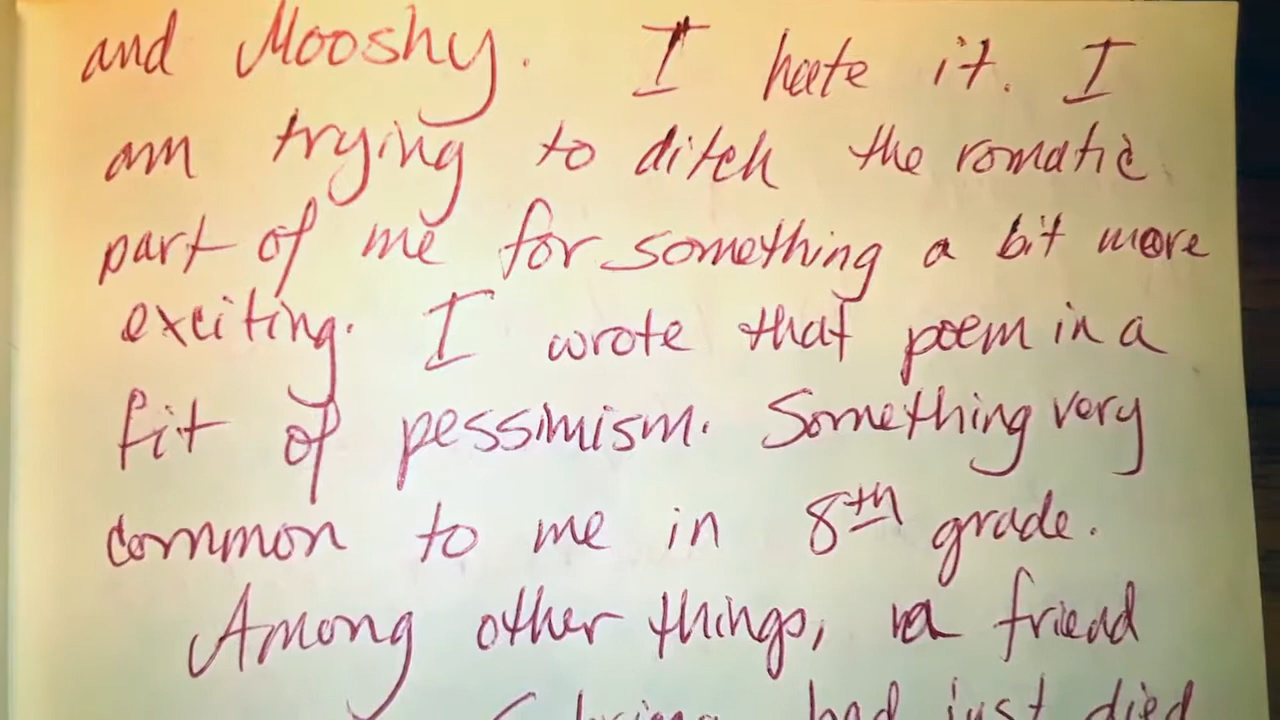 and Mooshy. I hate it. I
am trying to ditch the romatic
part of me for something a bit more
exciting. I wrote that poem in a
fit of pessimism. Something very
common to me in 8th grade.
Among other things, a friend
had just died